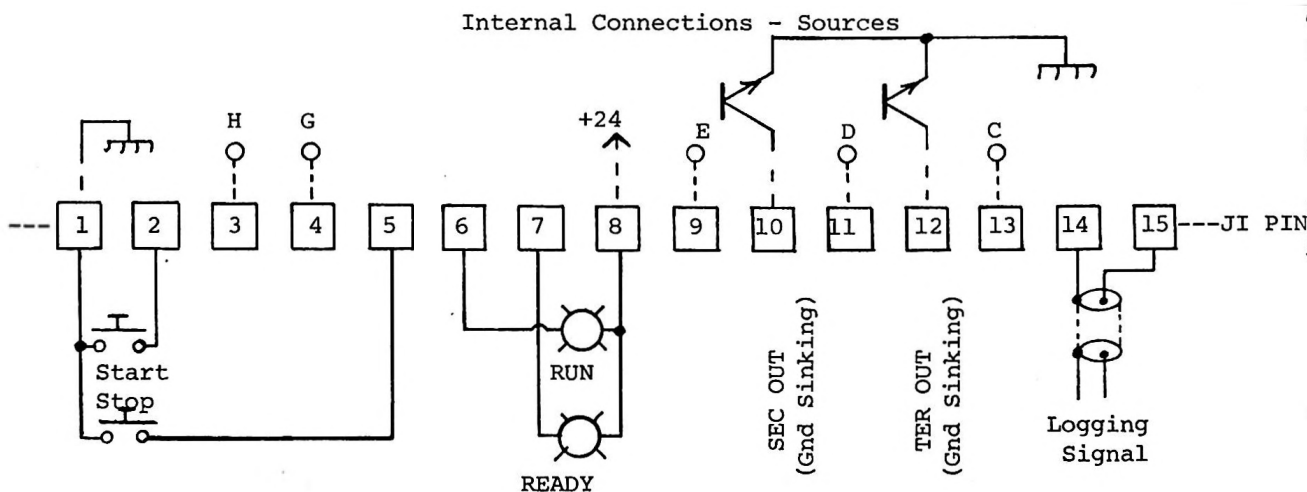 Internal Connections - Sources
H
G
+24
E
D
C
1
2
3
4
5
6
7
8
9
10
11
12
13
14
15
---JI PIN
Start
Stop
RUN
READY
SEC OUT
(Gnd Sinking)
TER OUT
(Gnd Sinking)
Logging
Signal